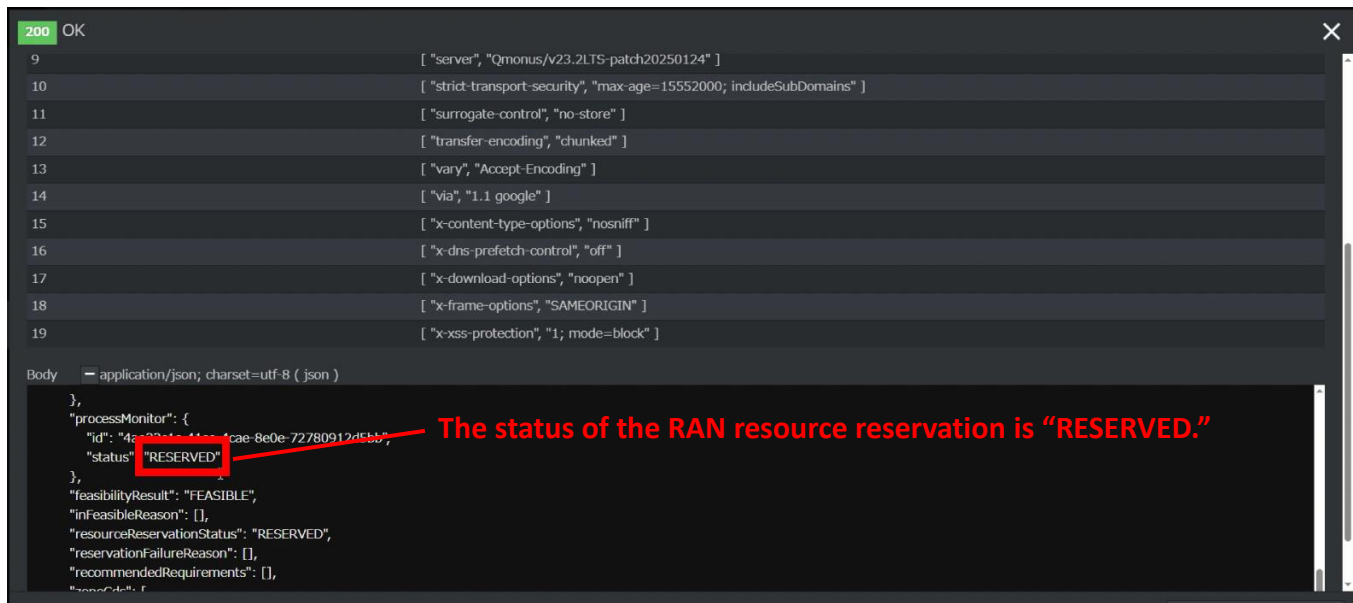 200 OK
9 [ "server", "Qmonus/v23.2LTS-patch20250124" ]
10 [ "strict-transport-security", "max-age=15552000; includeSubDomains" ]
11 [ "surrogate-control", "no-store" ]
12 [ "transfer-encoding", "chunked" ]
13 [ "vary", "Accept-Encoding" ]
14 [ "via", "1.1 google" ]
15 [ "x-content-type-options", "nosniff" ]
16 [ "x-dns-prefetch-control", "off" ]
17 [ "x-download-options", "noopen" ]
18 [ "x-frame-options", "SAMEORIGIN" ]
19 [ "x-xss-protection", "1; mode=block" ]
Body application/json; charset=utf-8 ( json )
},
"processMonitor": {
"id":
The status of the RAN resource reservation is “RESERVED.”
"status": "RESERVED"
},
"feasibilityResult": "FEASIBLE",
"inFeasibleReason": [],
"resourceReservationStatus": "RESERVED",
"reservationFailureReason": [],
"recommendedRequirements": [],